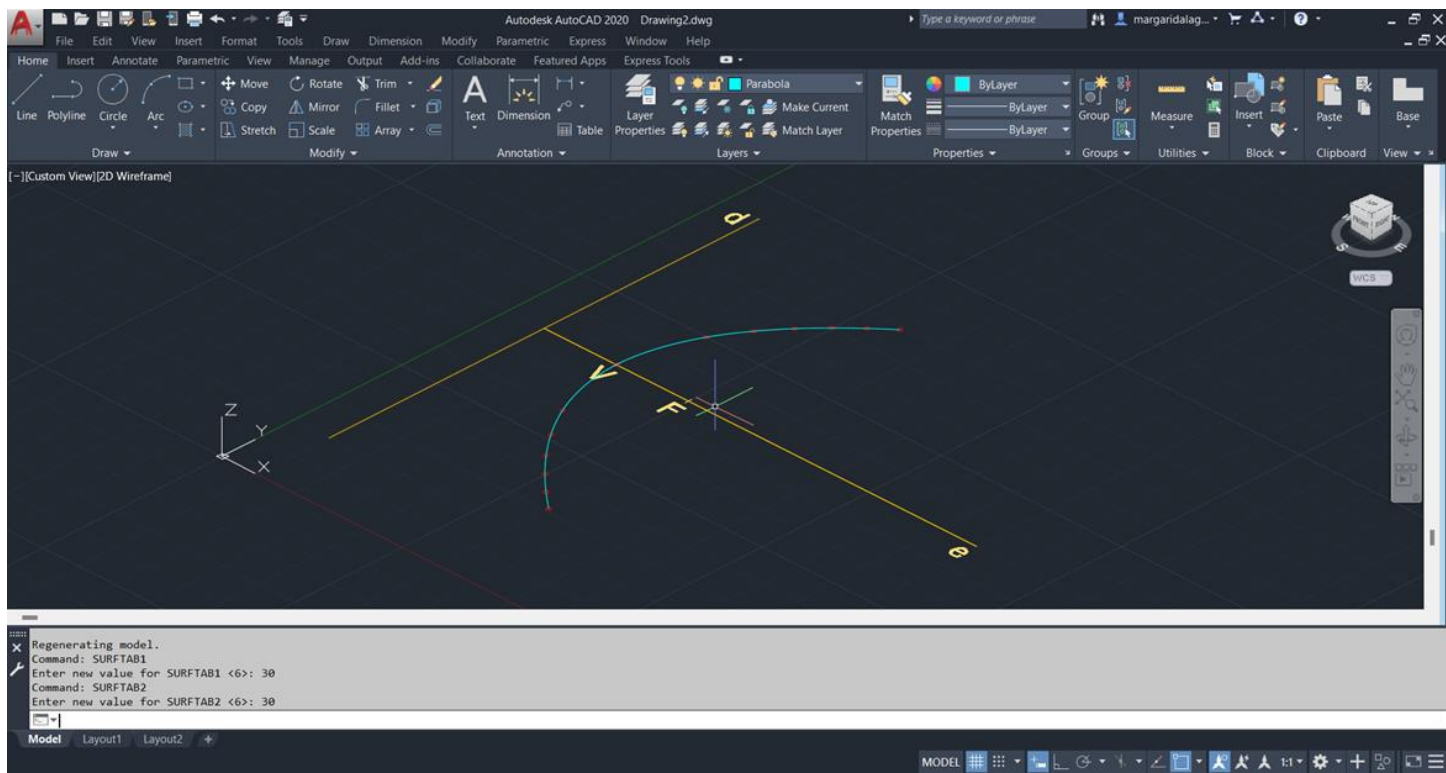 Autodesk AutoCAD 2020 Drawing2.dwg
Type a keyword or phrase
margaridalag...
File Edit View Insert Format Tools Draw Dimension Modify Parametric Express Window Help
Home Insert Annotate Parametric View Manage Output Add-ins Collaborate Featured Apps Express Tools
Line Polyline Circle Arc
Move Rotate Trim
Copy Mirror Fillet
Stretch Scale Array
Text Dimension
Table
Layer Properties
Parabola
Make Current
Match Layer
Match Properties
ByLayer
ByLayer
ByLayer
Group
Measure
Insert
Paste
Base
Draw Modify Annotation Layers Properties Groups Utilities Block Clipboard View
[-][Custom View][2D Wireframe]
d
V
F
e
Z
Y
X
S
E
WCS
Regenerating model.
Command: SURFTAB1
Enter new value for SURFTAB1 <6>: 30
Command: SURFTAB2
Enter new value for SURFTAB2 <6>: 30
Model Layout1 Layout2 +
MODEL 1:1